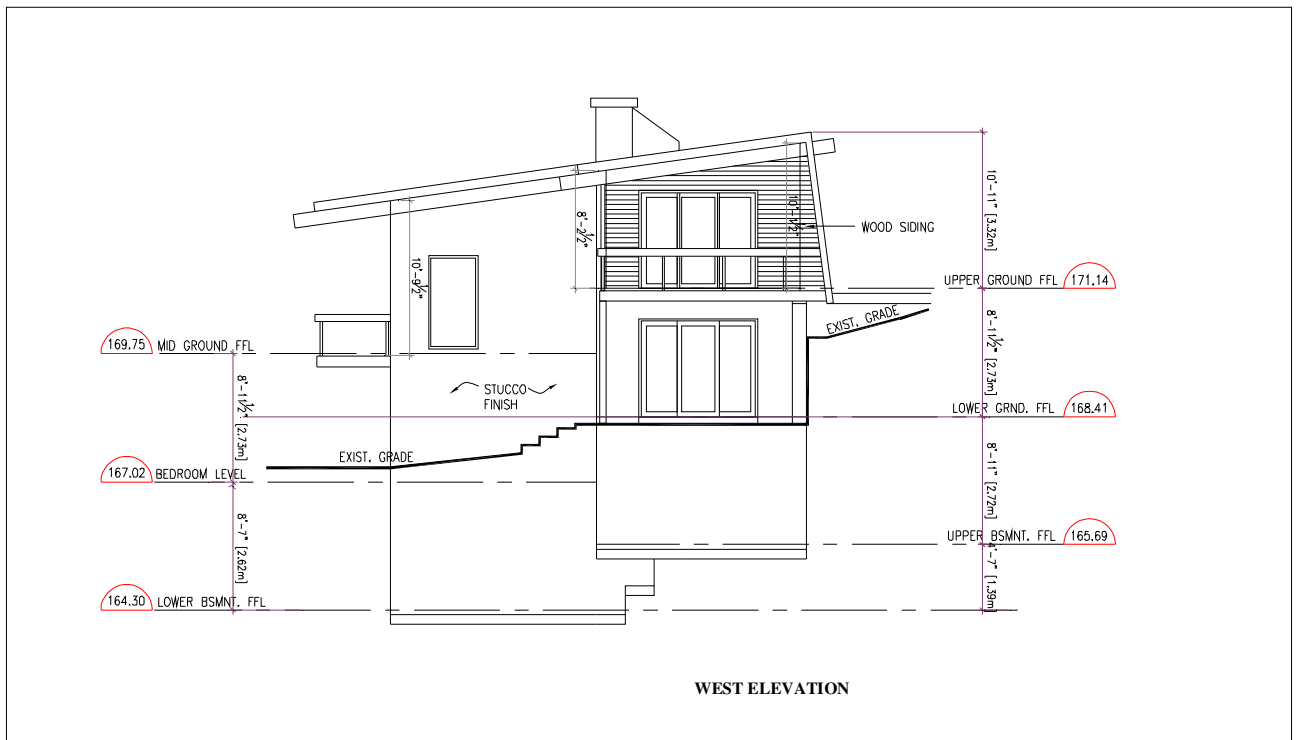 10'-11" [3.32m]
10'-1½"
8'-2½"
WOOD SIDING
10'-9½"
UPPER GROUND FFL 171.14
EXIST. GRADE
8'-11½" [2.73m]
169.75 MID GROUND FFL
STUCCO
FINISH
8'-11½" [2.73m]
LOWER GRND. FFL 168.41
EXIST. GRADE
167.02 BEDROOM LEVEL
8'-11" [2.72m]
8'-7" [2.62m]
UPPER BSMNT. FFL 165.69
4'-7" [1.39m]
164.30 LOWER BSMNT. FFL
WEST ELEVATION